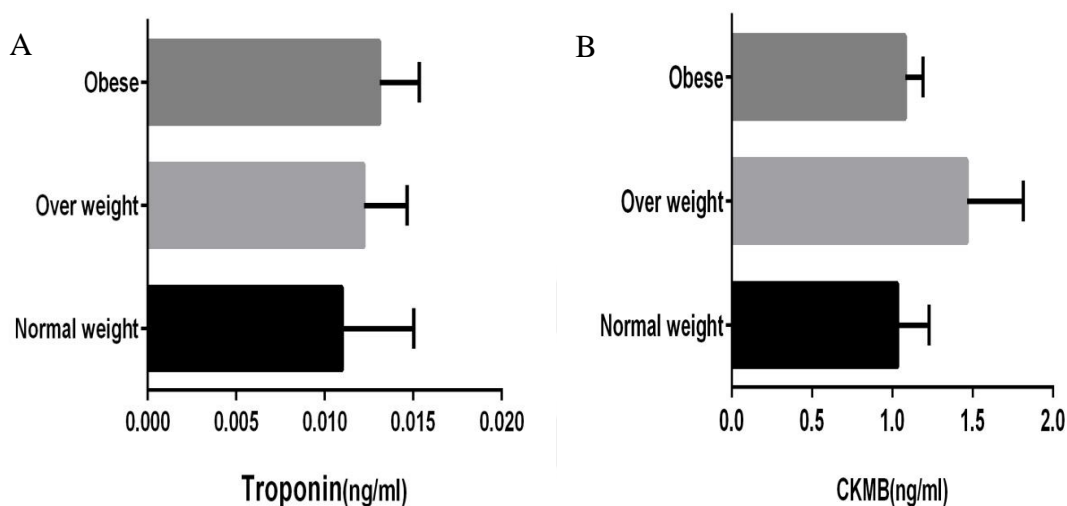 A
Obese
Over weight
Normal weight
0.000 0.005 0.010 0.015 0.020
Troponin(ng/ml)
B
Obese
Over weight
Normal weight
0.0 0.5 1.0 1.5 2.0
CKMB(ng/ml)